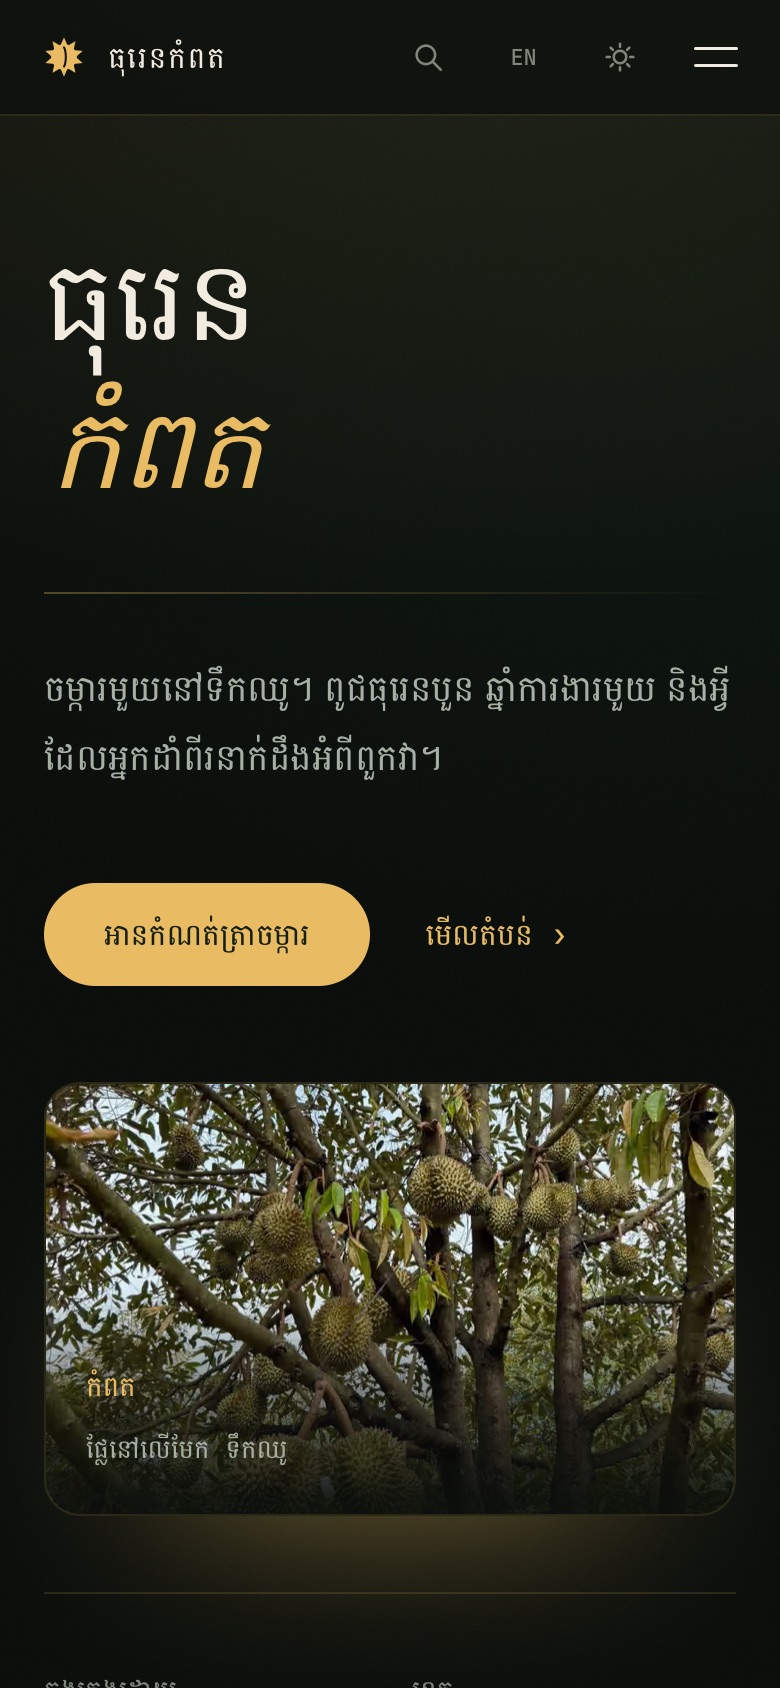 ធុរេនកំពត
EN
ធុរេន
កំពត
ចម្ការមួយនៅទឹកឈូ។ ពូជធុរេនបួន ឆ្នាំការងារមួយ និងអ្វី
ដែលអ្នកដាំពីរនាក់ដឹងអំពីពួកវា។
អានកំណត់ត្រាចម្ការ
មើលតំបន់ ›
កំពត
ផ្លែនៅលើមែក ទឹកឈូ